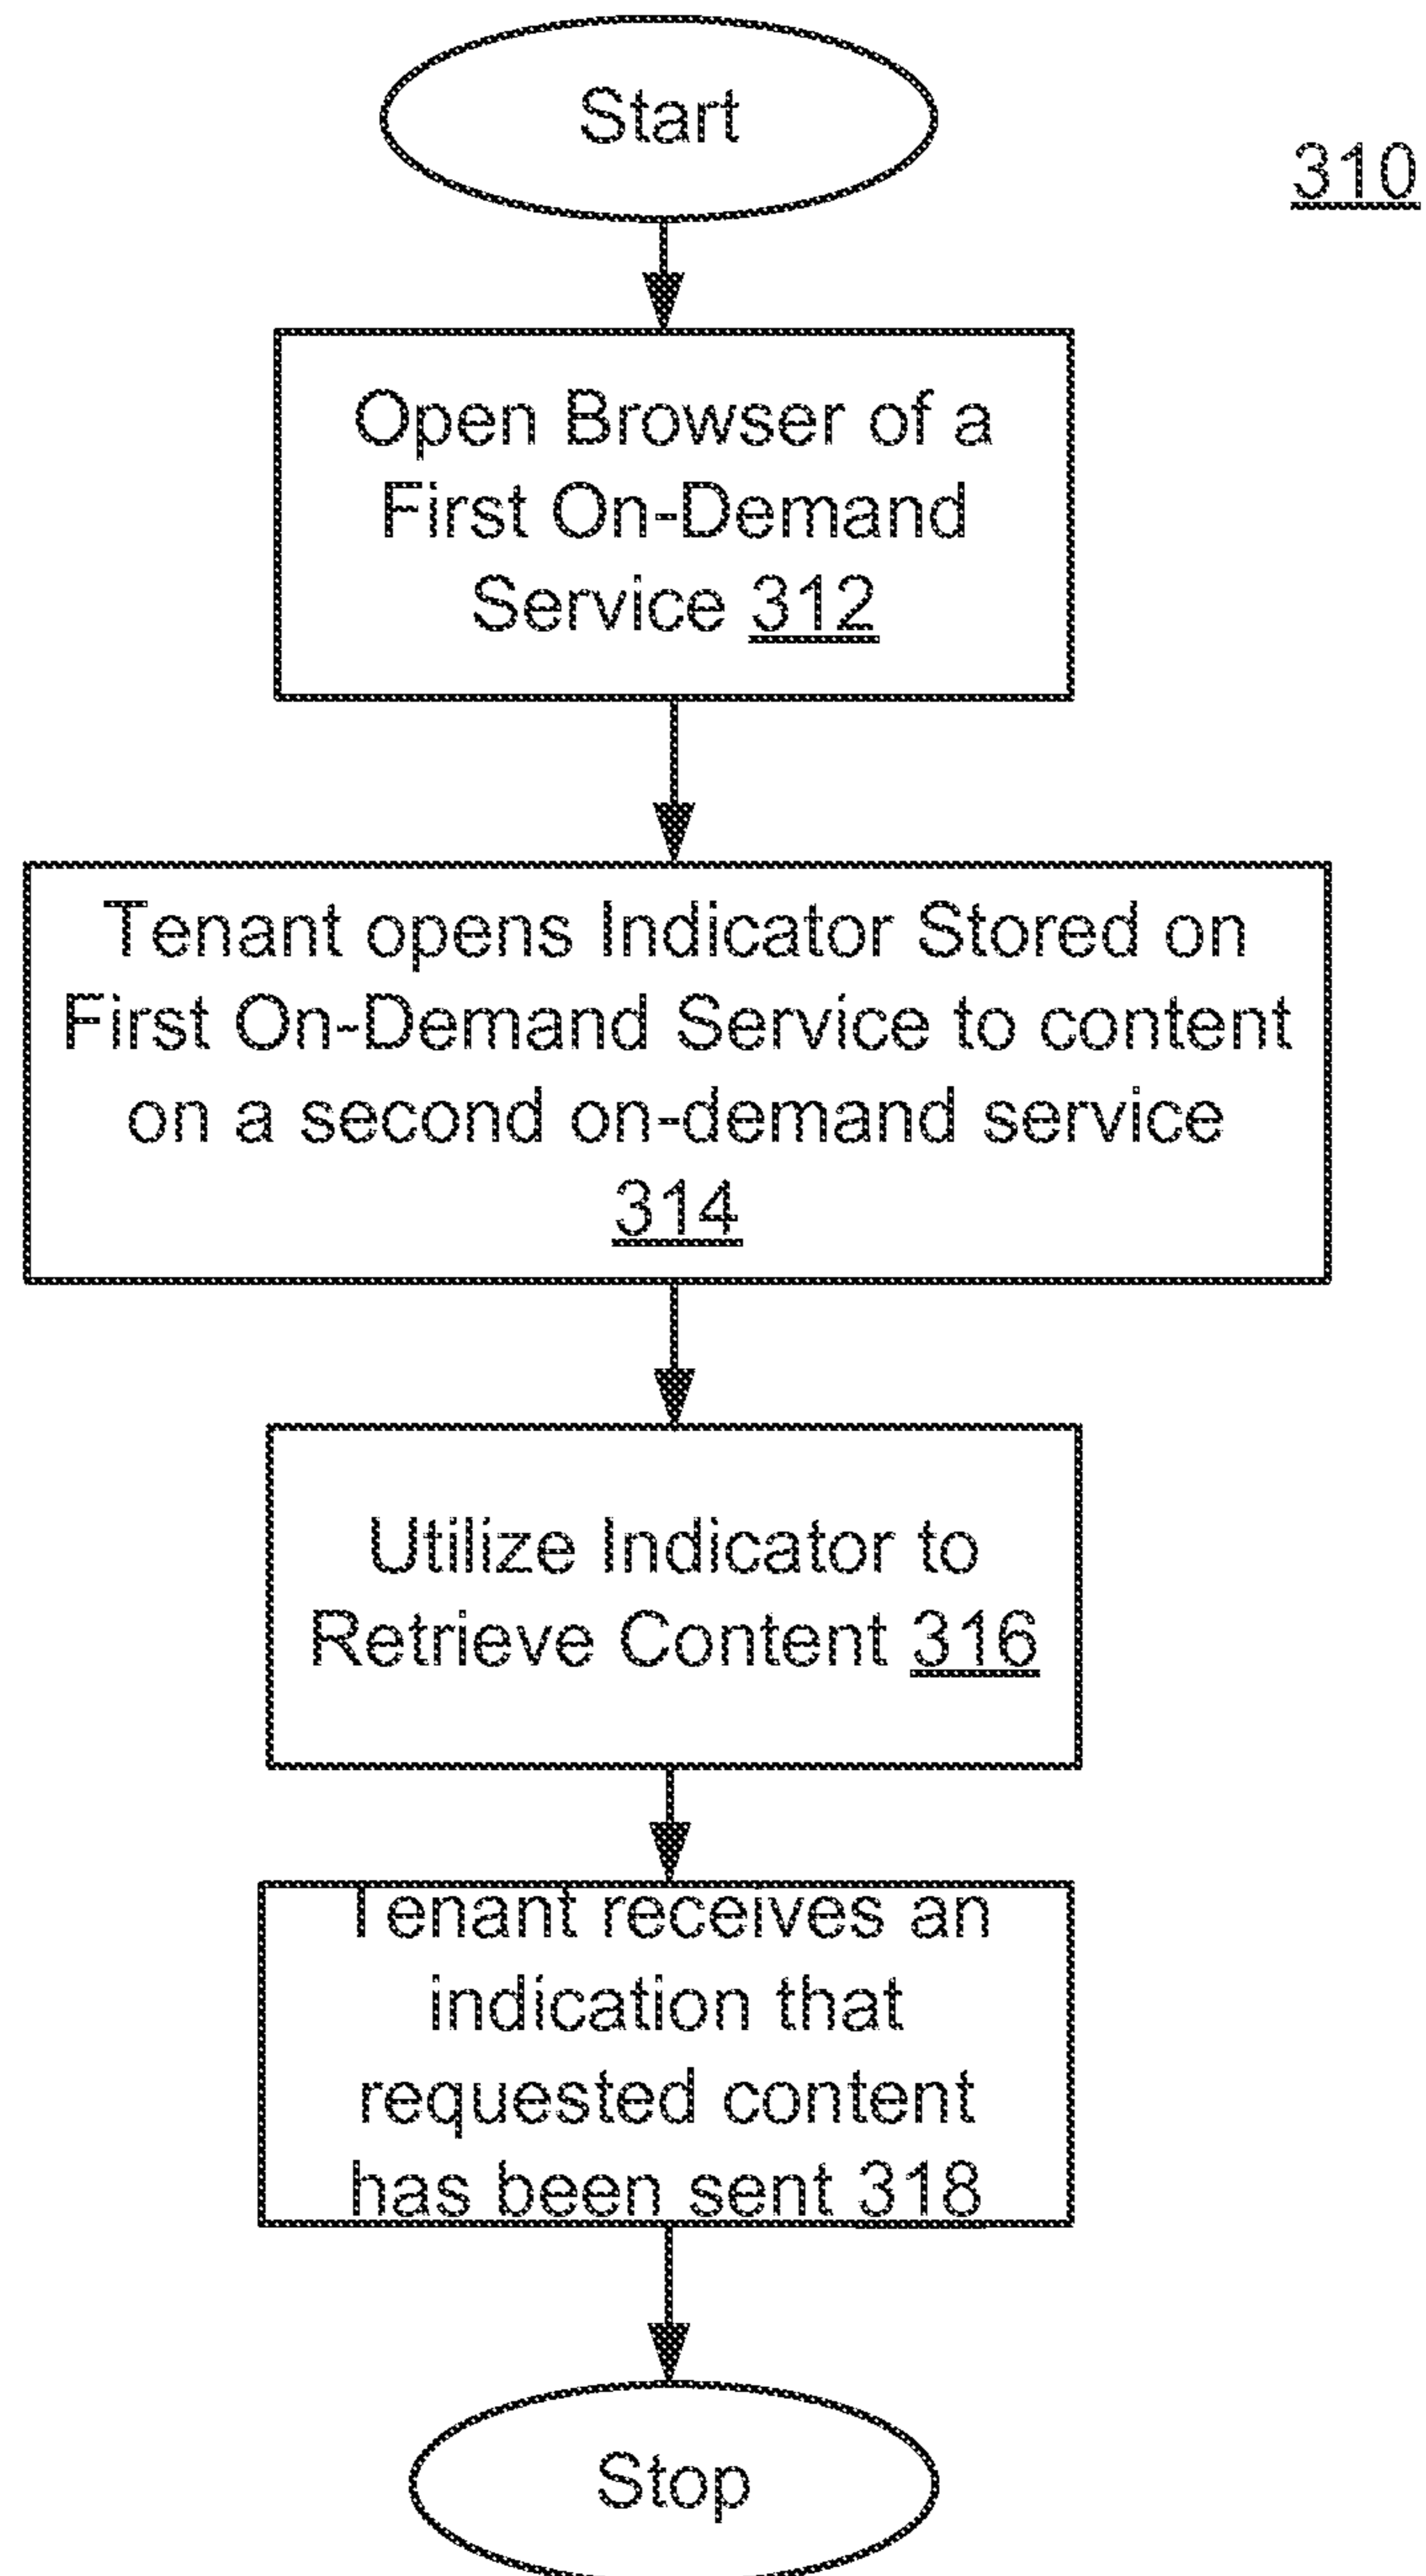 Start
310
Open Browser of a
First On-Demand
Service 312
Tenant opens Indicator Stored on
First On-Demand Service to content
on a second on-demand service
314
Utilize Indicator to
Retrieve Content 316
Tenant receives an
indication that
requested content
has been sent 318
Stop